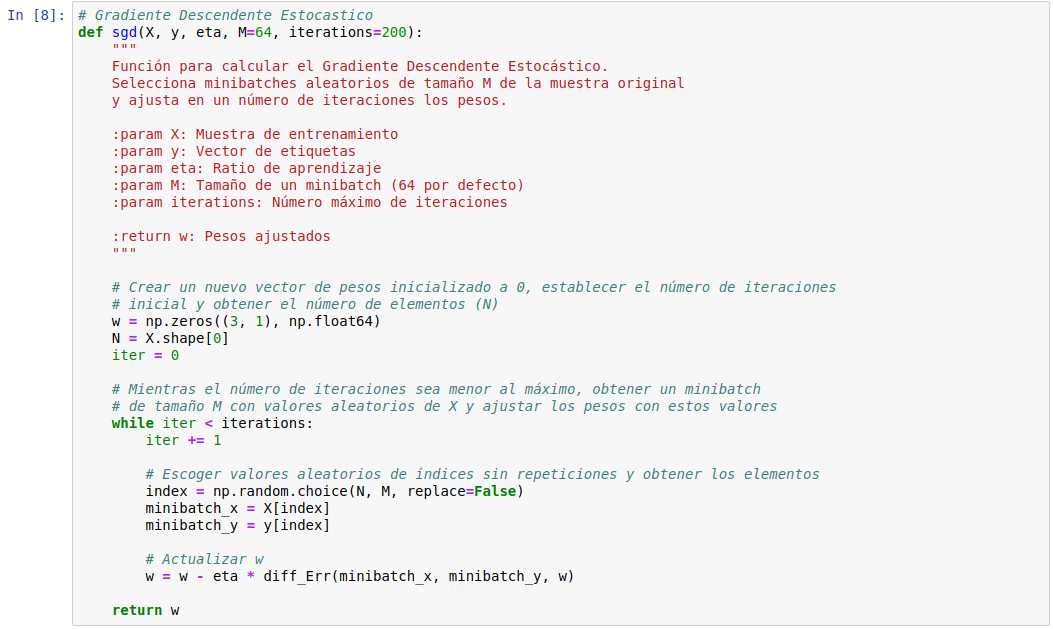 In [8]: # Gradiente Descendente Estocastico
def sgd(X, y, eta, M=64, iterations=200):
    """
    Función para calcular el Gradiente Descendente Estocástico.
    Selecciona minibatches aleatorios de tamaño M de la muestra original
    y ajusta en un número de iteraciones los pesos.

    :param X: Muestra de entrenamiento
    :param y: Vector de etiquetas
    :param eta: Ratio de aprendizaje
    :param M: Tamaño de un minibatch (64 por defecto)
    :param iterations: Número máximo de iteraciones

    :return w: Pesos ajustados
    """

    # Crear un nuevo vector de pesos inicializado a 0, establecer el número de iteraciones
    # inicial y obtener el número de elementos (N)
    w = np.zeros((3, 1), np.float64)
    N = X.shape[0]
    iter = 0

    # Mientras el número de iteraciones sea menor al máximo, obtener un minibatch
    # de tamaño M con valores aleatorios de X y ajustar los pesos con estos valores
    while iter < iterations:
        iter += 1

        # Escoger valores aleatorios de índices sin repeticiones y obtener los elementos
        index = np.random.choice(N, M, replace=False)
        minibatch_x = X[index]
        minibatch_y = y[index]

        # Actualizar w
        w = w - eta * diff_Err(minibatch_x, minibatch_y, w)

    return w